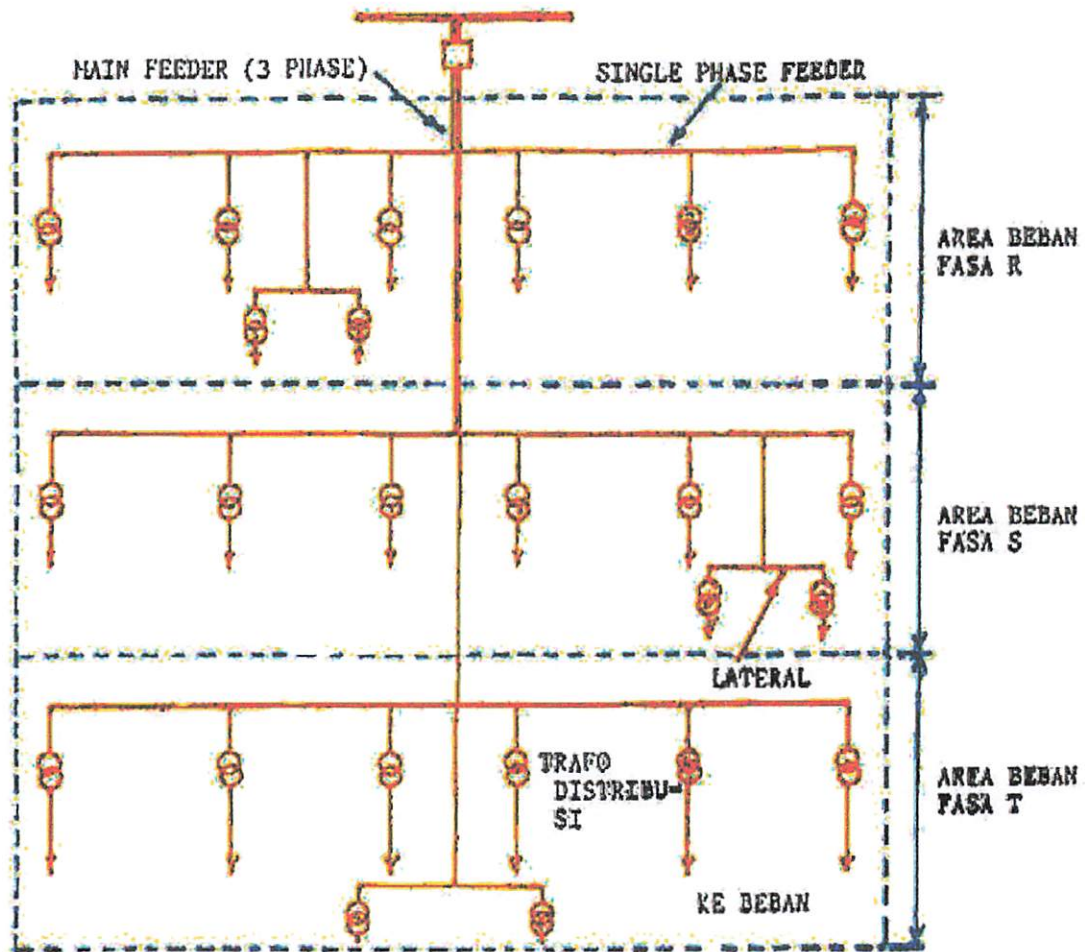 MAIN FEEDER (3 PHASE)
SINGLE PHASE FEEDER
AREA BEBAN
FASA R
AREA BEBAN
FASA S
LATERAL
TRAFO
DISTRIBU-
SI
AREA BEBAN
FASA T
KE BEBAN